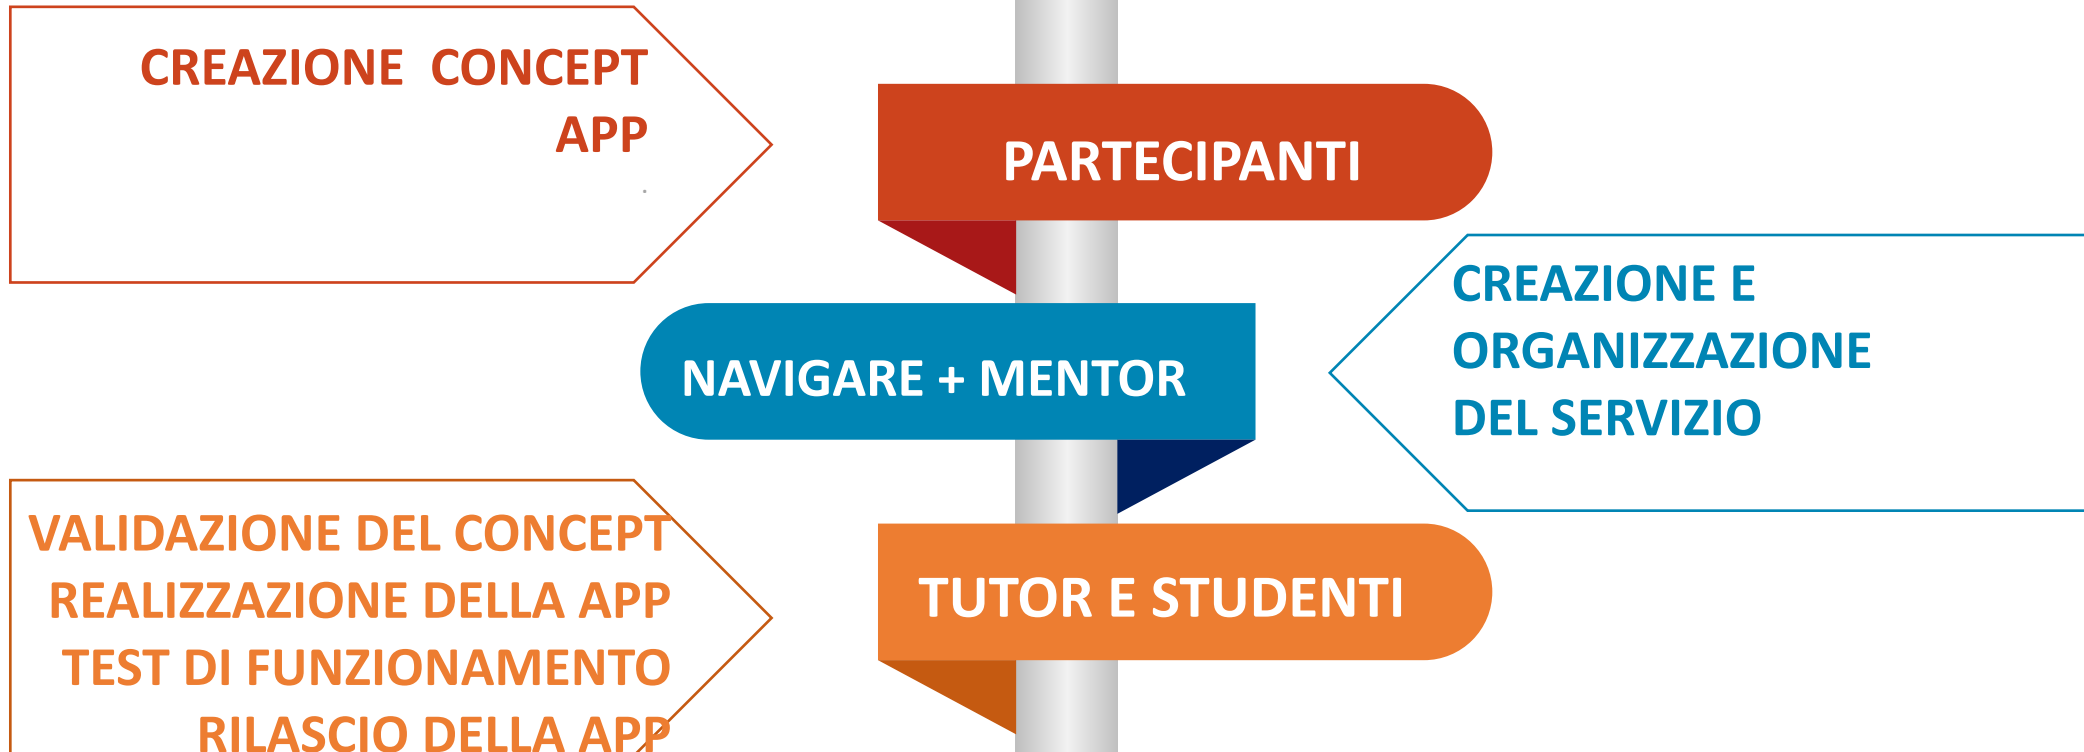 CREAZIONE CONCEPT
APP
.
PARTECIPANTI
NAVIGARE + MENTOR
CREAZIONE E
ORGANIZZAZIONE
DEL SERVIZIO
VALIDAZIONE DEL CONCEPT
REALIZZAZIONE DELLA APP
TEST DI FUNZIONAMENTO
RILASCIO DELLA APP
TUTOR E STUDENTI